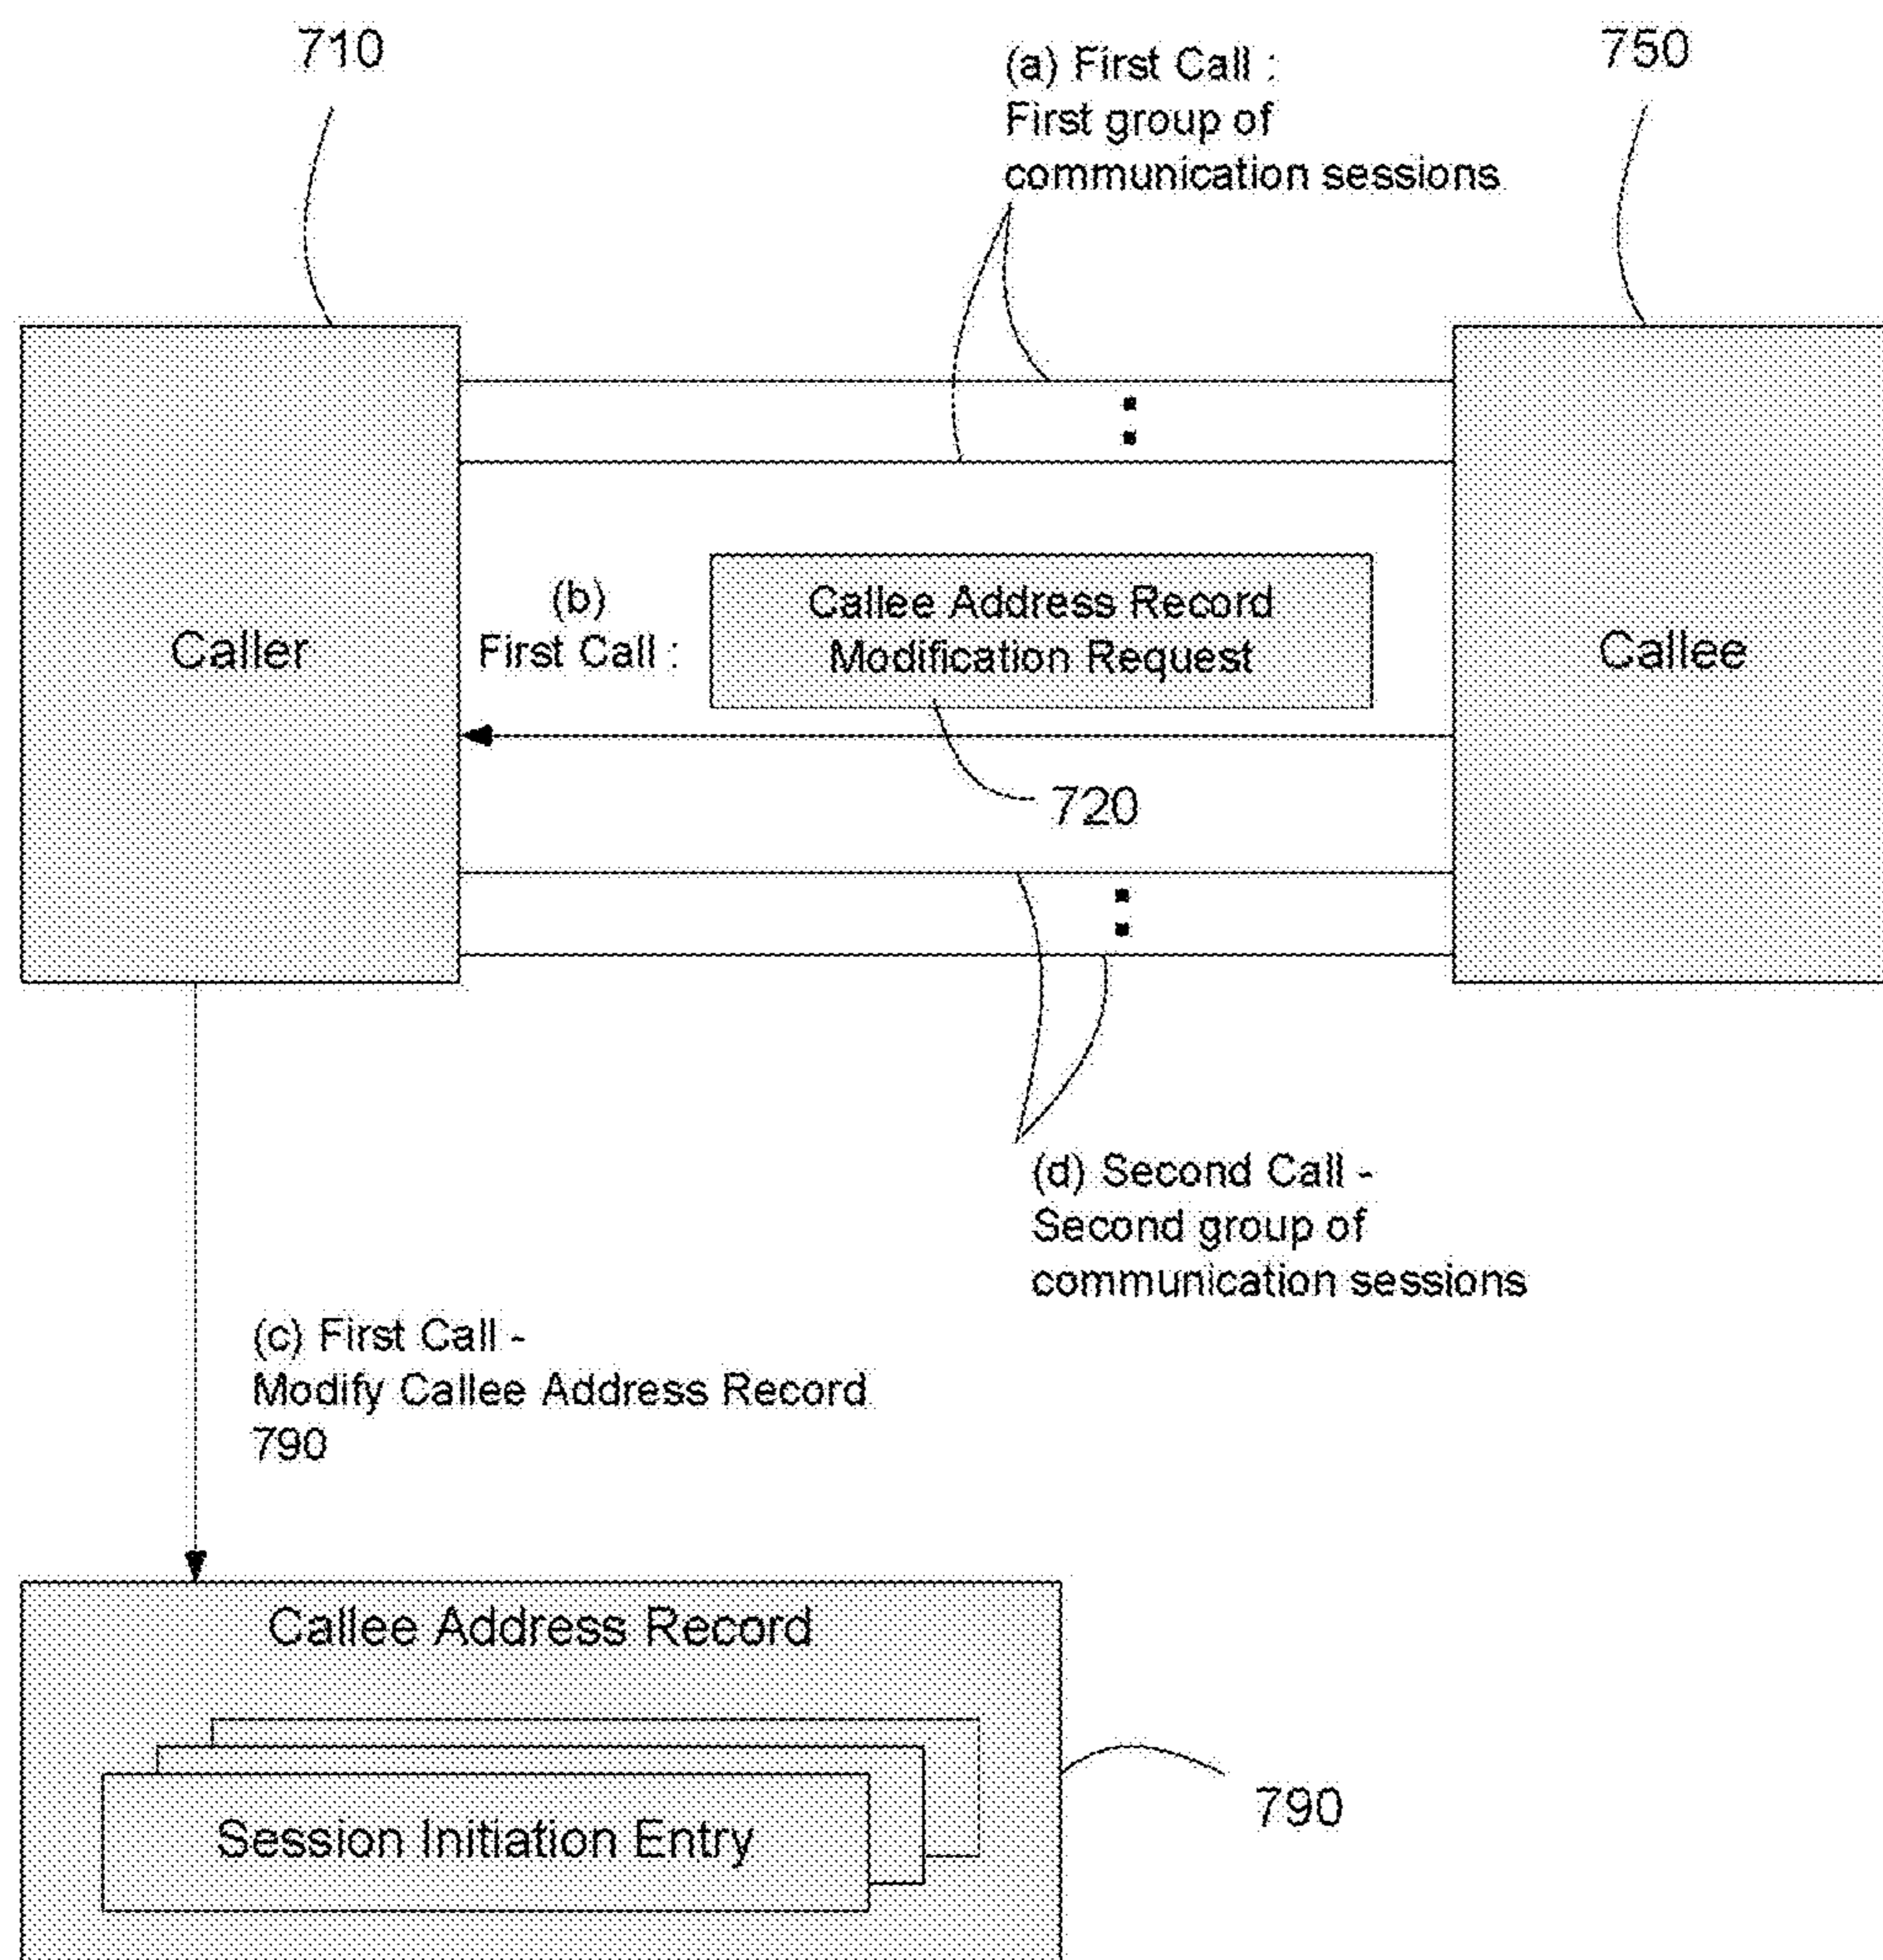 710
(a) First Call :
First group of
communication sessions
750
Caller
(b)
First Call :
Callee Address Record
Modification Request
Callee
720
(d) Second Call -
Second group of
communication sessions
(c) First Call -
Modify Callee Address Record
790
Callee Address Record
Session Initiation Entry
790